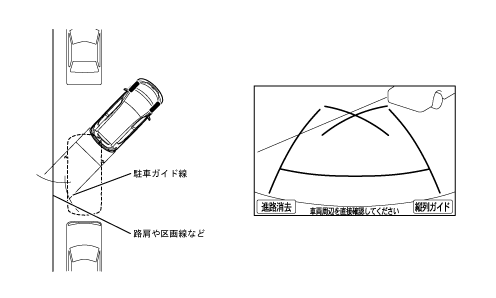 駐車ガイド線
路肩や区画線など
進路消去
車両周辺を直接確認してください
縦列ガイド